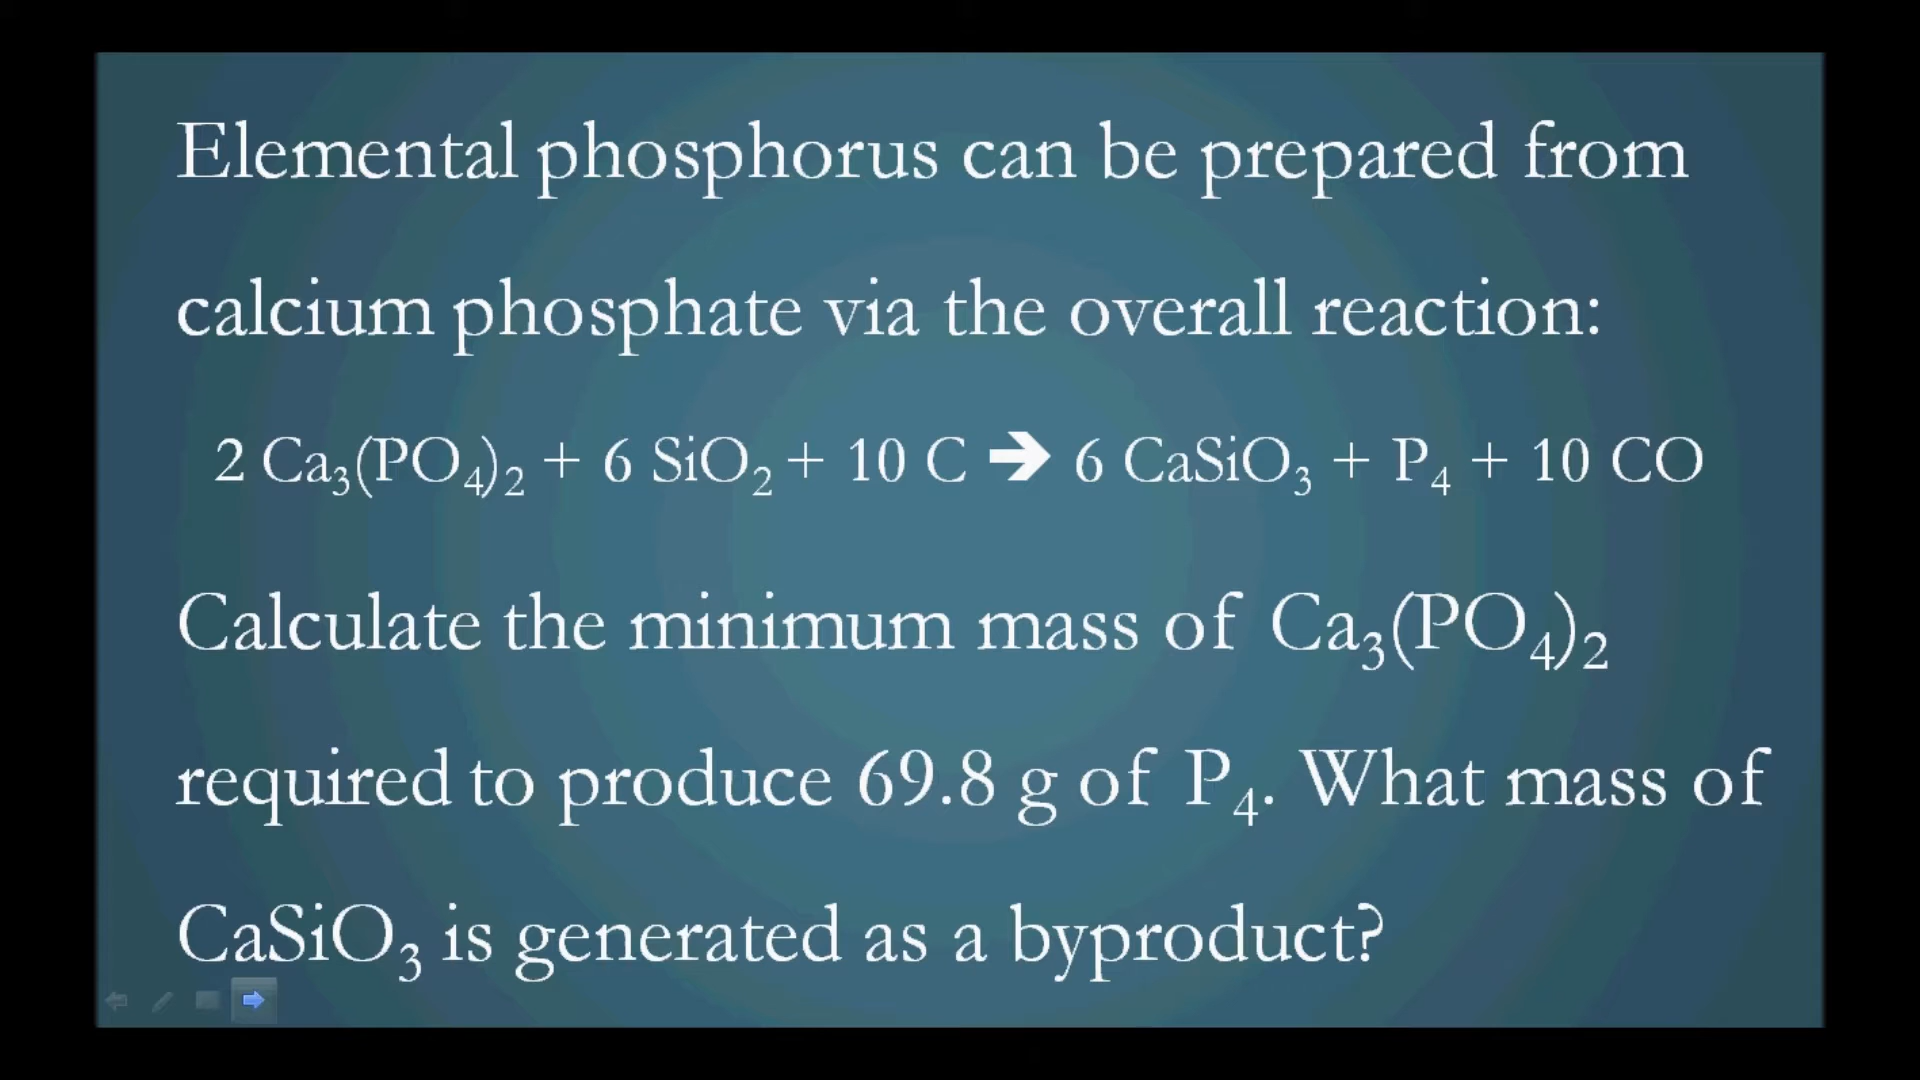 Elemental phosphorus can be prepared from
calcium phosphate via the overall reaction:
2 Ca₃(PO₄)₂ + 6 SiO₂ + 10 C ➔ 6 CaSiO₃ + P₄ + 10 CO
Calculate the minimum mass of Ca₃(PO₄)₂
required to produce 69.8 g of P₄. What mass of
CaSiO₃ is generated as a byproduct?